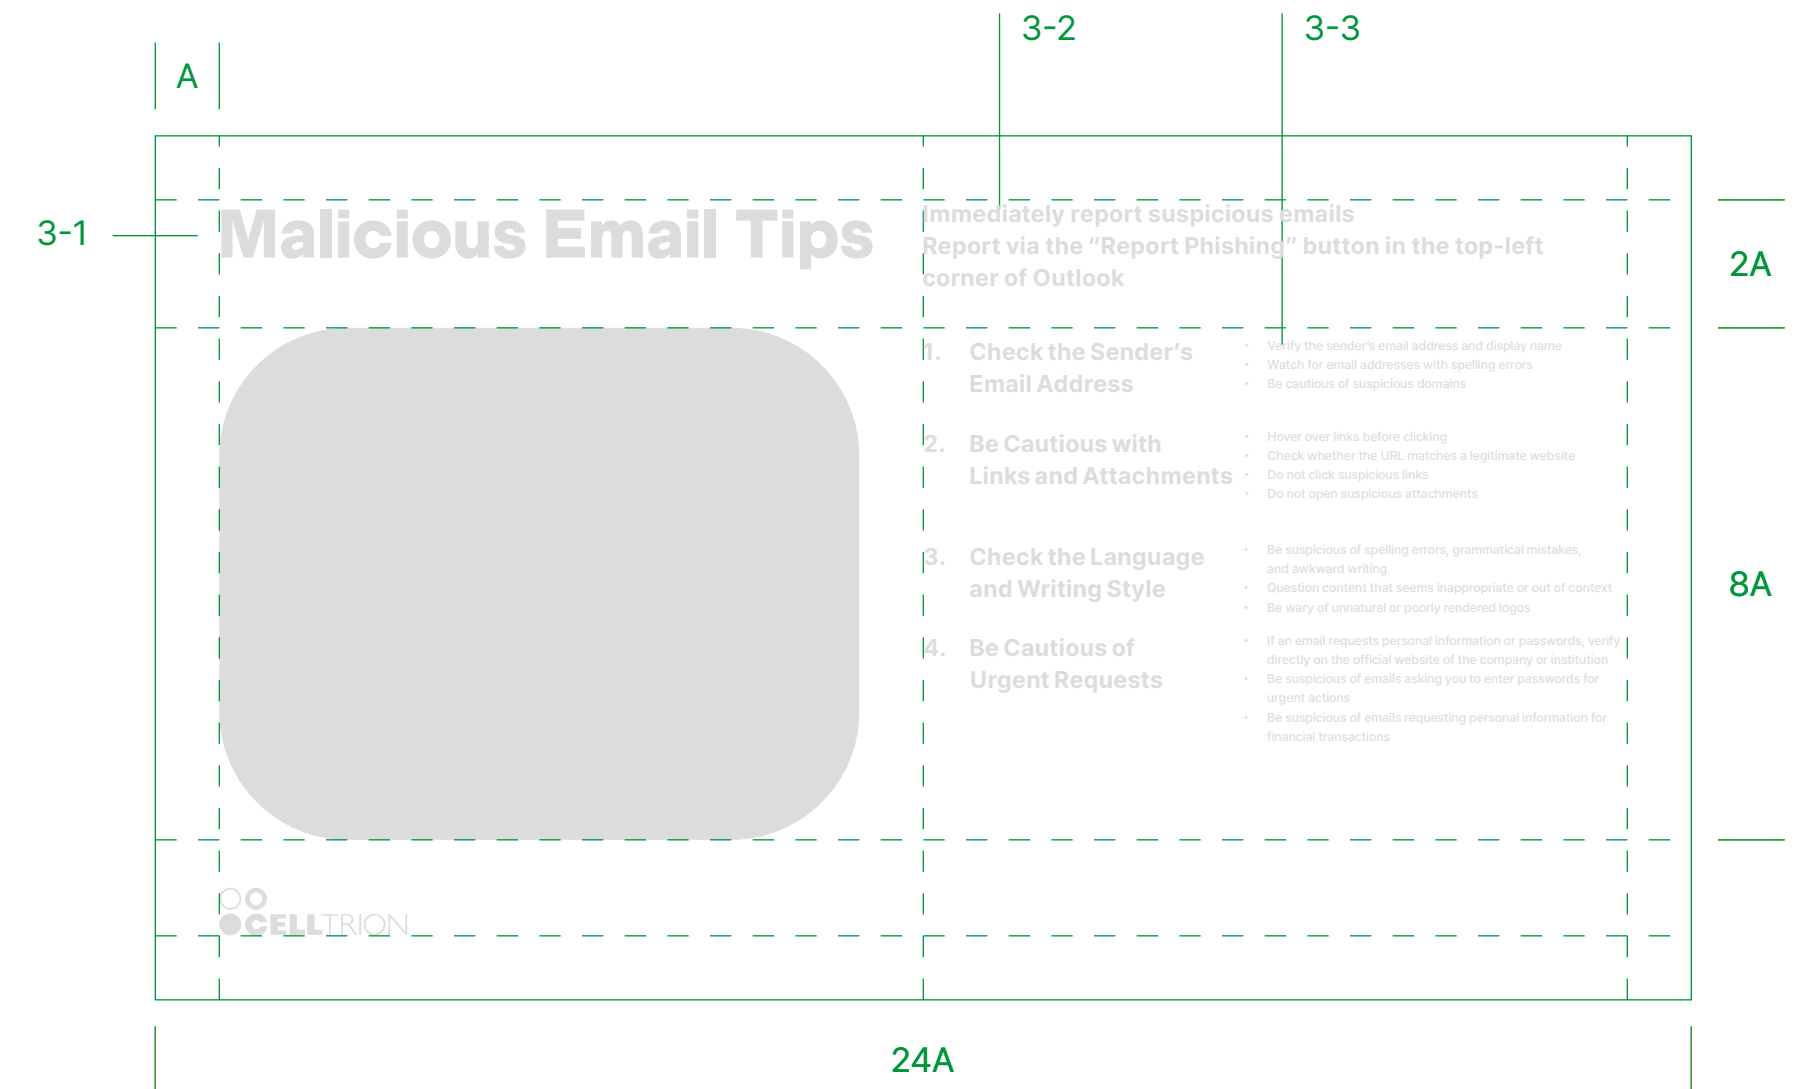 3-2
3-3
A
3-1
Malicious Email Tips
Immediately report suspicious emails
Report via the “Report Phishing” button in the top-left
corner of Outlook
2A
1. Check the Sender’s
Email Address
• Verify the sender’s email address and display name
• Watch for email addresses with spelling errors
• Be cautious of suspicious domains
2. Be Cautious with
Links and Attachments
• Hover over links before clicking
• Check whether the URL matches a legitimate website
• Do not click suspicious links
• Do not open suspicious attachments
3. Check the Language
and Writing Style
• Be suspicious of spelling errors, grammatical mistakes,
and awkward writing
• Question content that seems inappropriate or out of context
• Be wary of unnatural or poorly rendered logos
8A
4. Be Cautious of
Urgent Requests
• If an email requests personal information or passwords, verify
directly on the official website of the company or institution
• Be suspicious of emails asking you to enter passwords for
urgent actions
• Be suspicious of emails requesting personal information for
financial transactions
CELLTRION
24A